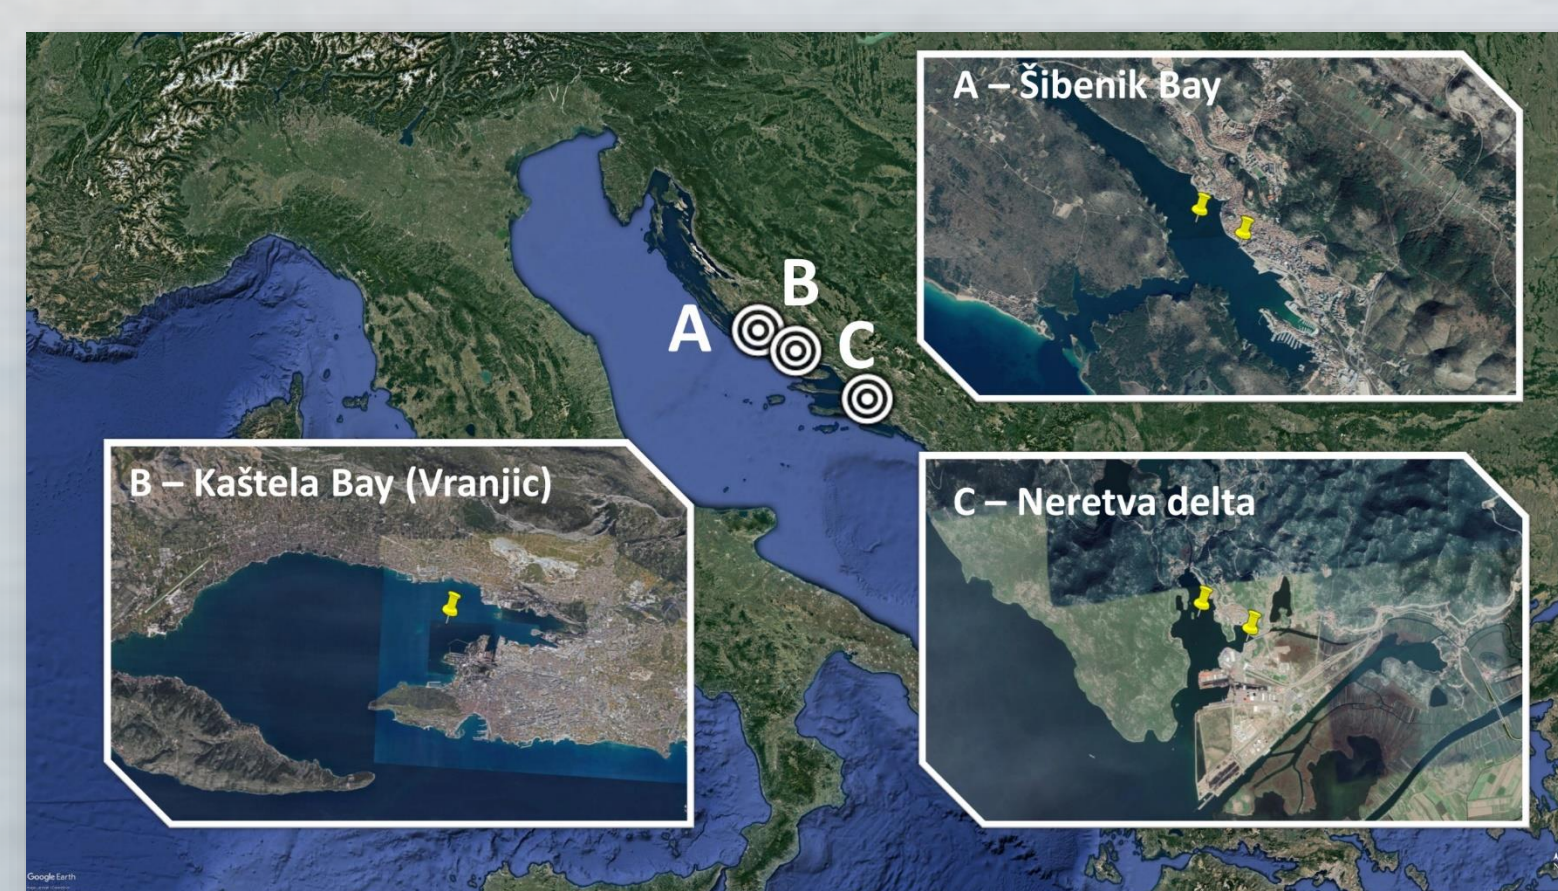 A – Šibenik Bay
B
A
C
B – Kaštela Bay (Vranjic)
C – Neretva delta
Google Earth